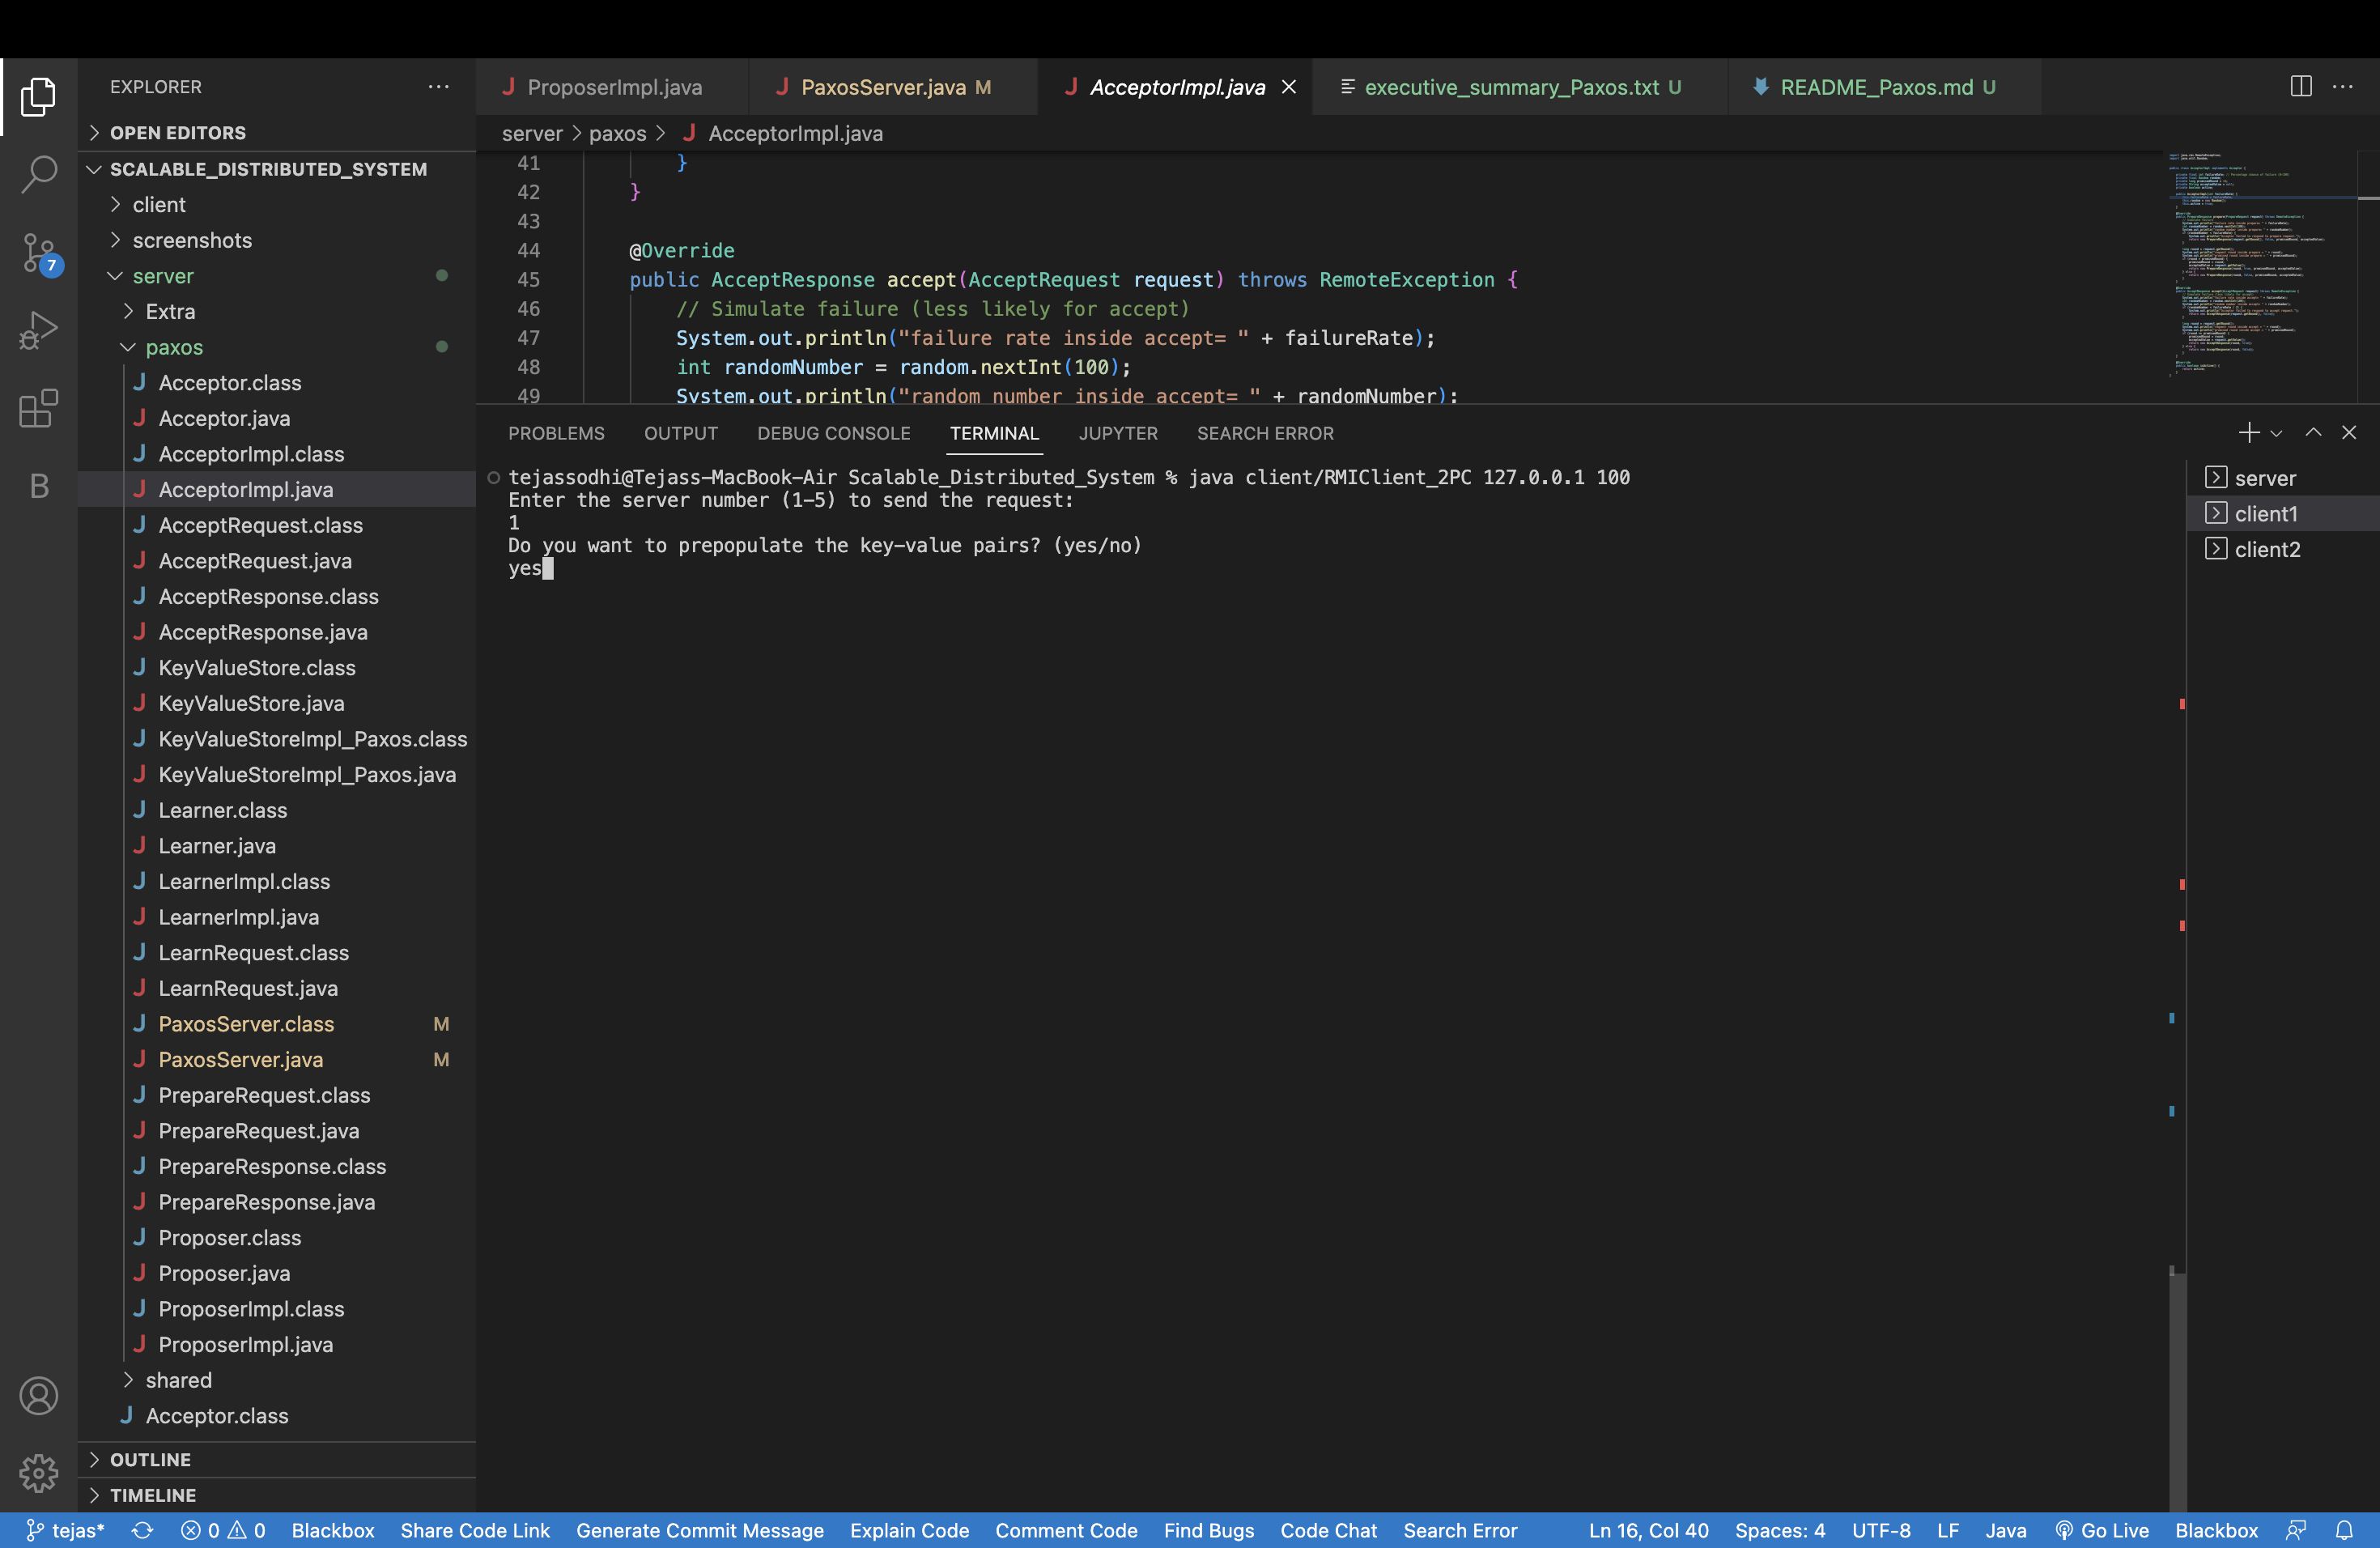 EXPLORER
OPEN EDITORS
SCALABLE_DISTRIBUTED_SYSTEM
client
screenshots
server
Extra
paxos
J Acceptor.class
J Acceptor.java
J AcceptorImpl.class
J AcceptorImpl.java
J AcceptRequest.class
J AcceptRequest.java
J AcceptResponse.class
J AcceptResponse.java
J KeyValueStore.class
J KeyValueStore.java
J KeyValueStoreImpl_Paxos.class
J KeyValueStoreImpl_Paxos.java
J Learner.class
J Learner.java
J LearnerImpl.class
J LearnerImpl.java
J LearnRequest.class
J LearnRequest.java
J PaxosServer.class M
J PaxosServer.java M
J PrepareRequest.class
J PrepareRequest.java
J PrepareResponse.class
J PrepareResponse.java
J Proposer.class
J Proposer.java
J ProposerImpl.class
J ProposerImpl.java
shared
J Acceptor.class
OUTLINE
TIMELINE
7
B
J ProposerImpl.java J PaxosServer.java M J AcceptorImpl.java executive_summary_Paxos.txt U README_Paxos.md U
server > paxos > J AcceptorImpl.java
41 }
42 }
43
44 @Override
45 public AcceptResponse accept(AcceptRequest request) throws RemoteException {
46 // Simulate failure (less likely for accept)
47 System.out.println("failure rate inside accept= " + failureRate);
48 int randomNumber = random.nextInt(100);
49 System.out.println("random number inside accept= " + randomNumber);
PROBLEMS OUTPUT DEBUG CONSOLE TERMINAL JUPYTER SEARCH ERROR
tejassodhi@Tejass-MacBook-Air Scalable_Distributed_System % java client/RMIClient_2PC 127.0.0.1 100
Enter the server number (1-5) to send the request:
1
Do you want to prepopulate the key-value pairs? (yes/no)
yes
server
client1
client2
tejas* 0 0 Blackbox Share Code Link Generate Commit Message Explain Code Comment Code Find Bugs Code Chat Search Error Ln 16, Col 40 Spaces: 4 UTF-8 LF Java Go Live Blackbox